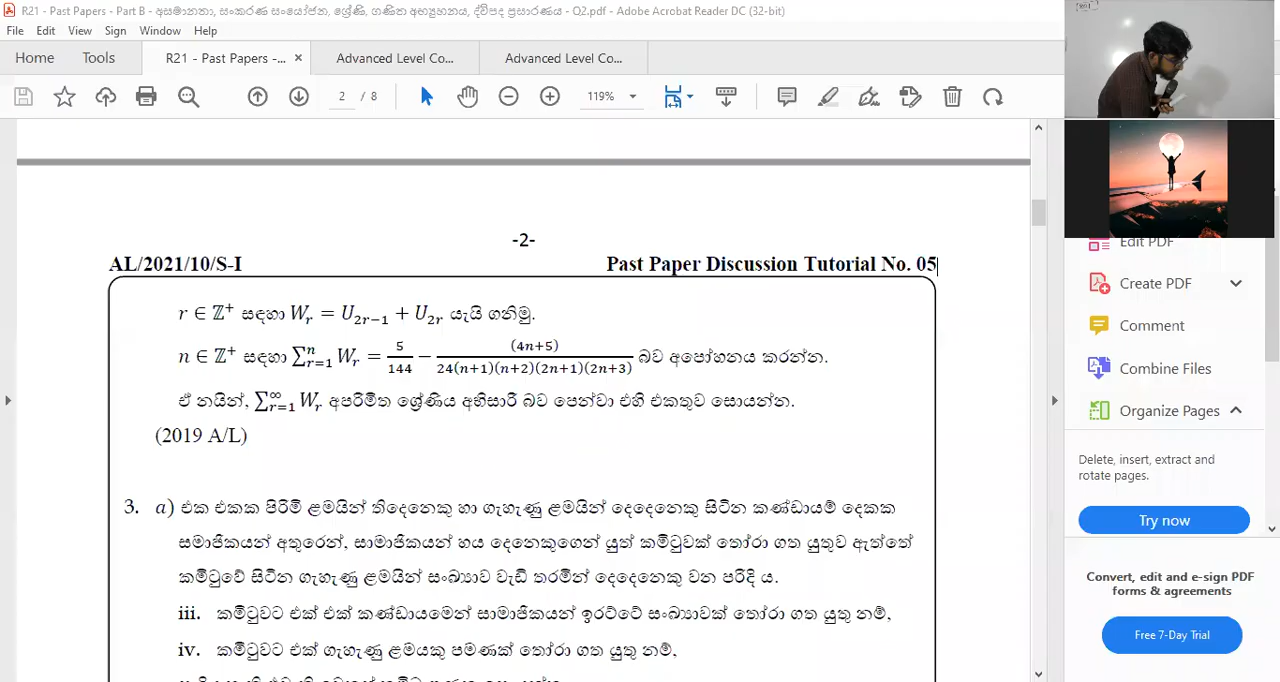 R21 - Past Papers - Part B - අසමානතා, සංකරණ සංයෝජන, ශ්‍රේණි, ගණිත අභ්‍යුහනය, ද්විපද ප්‍රසාරණය - Q2.pdf - Adobe Acrobat Reader DC (32-bit)
File Edit View Sign Window Help
Home Tools R21 - Past Papers -... × Advanced Level Co... Advanced Level Co...
2 / 8 119%
-2-
AL/2021/10/S-I Past Paper Discussion Tutorial No. 05
r ∈ ℤ⁺ සඳහා W_r = U_{2r−1} + U_{2r} යැයි ගනිමු.
n ∈ ℤ⁺ සඳහා ∑_{r=1}^{n} W_r = 5/144 − (4n+5)/(24(n+1)(n+2)(2n+1)(2n+3)) බව අපෝහනය කරන්න.
ඒ නයින්, ∑_{r=1}^{∞} W_r අපරිමිත ශ්‍රේණිය අභිසාරී බව පෙන්වා එහි ඓකතුව සොයන්න.
(2019 A/L)
3. a) එක එකක පිරිමි ළමයින් තිදෙනෙකු හා ගැහැණු ළමයින් දෙදෙනෙකු සිටින කණ්ඩායම් දෙකක
සමාජිකයන් අතුරෙන්, සාමාජිකයන් හය දෙනෙකුගෙන් යුත් කමිටුවක් තෝරා ගත යුතුව ඇත්තේ
කමිටුවේ සිටින ගැහැණු ළමයින් සංඛ්‍යාව වැඩි තරමින් දෙදෙනෙකු වන පරිදි ය.
iii. කමිටුවට එක් එක් කණ්ඩායමෙන් සාමාජිකයන් ඉරට්ටේ සංඛ්‍යාවක් තෝරා ගත යුතු නම්,
iv. කමිටුවට එක් ගැහැණු ළමයකු පමණක් තෝරා ගත යුතු නම්,
Edit PDF
Create PDF
Comment
Combine Files
Organize Pages
Delete, insert, extract and
rotate pages.
Try now
Convert, edit and e-sign PDF
forms & agreements
Free 7-Day Trial